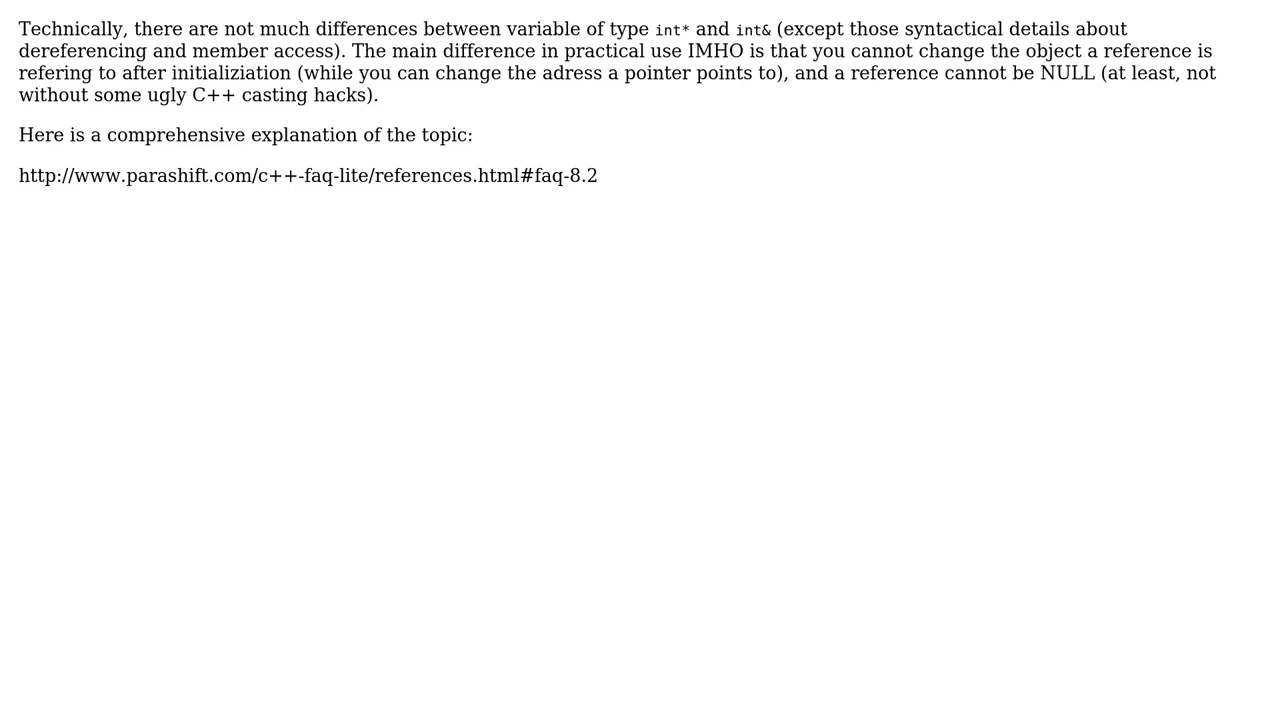 Technically, there are not much differences between variable of type int* and int& (except those syntactical details about
dereferencing and member access). The main difference in practical use IMHO is that you cannot change the object a reference is
refering to after initializiation (while you can change the adress a pointer points to), and a reference cannot be NULL (at least, not
without some ugly C++ casting hacks).
Here is a comprehensive explanation of the topic:
http://www.parashift.com/c++-faq-lite/references.html#faq-8.2